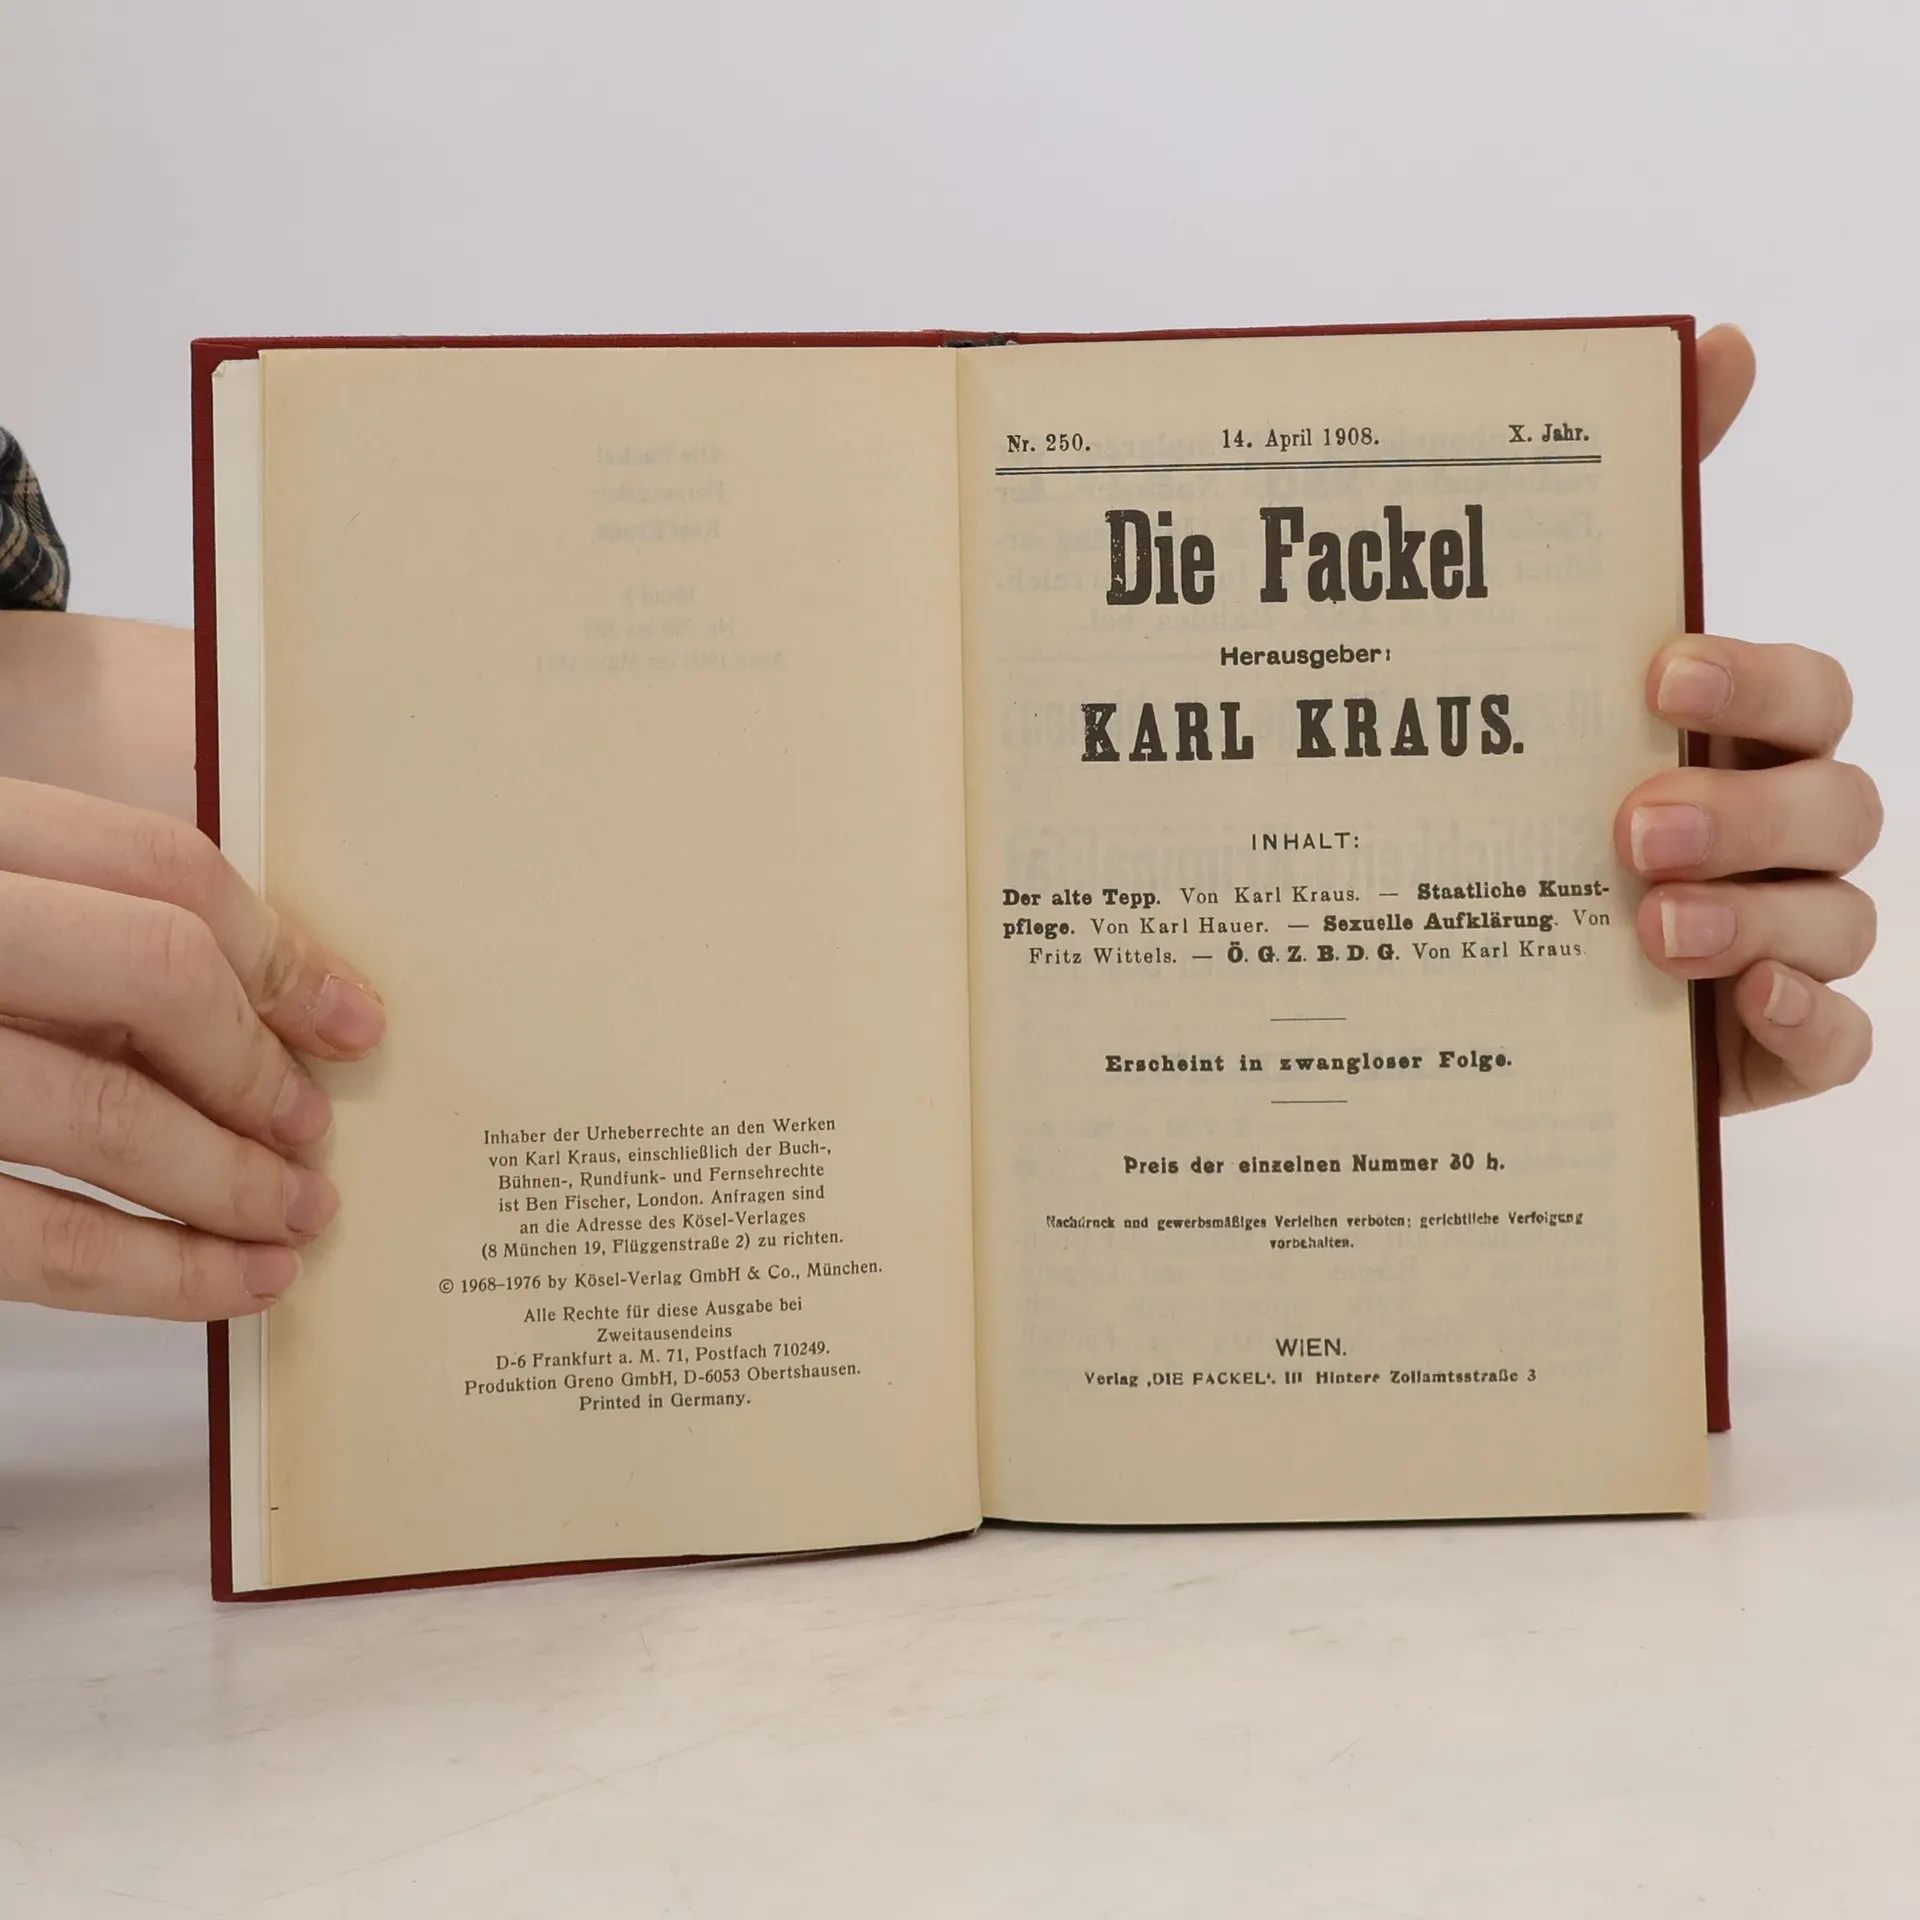 Inhaber der Urheberrechte an den Werken
von Karl Kraus, einschließlich der Buch-,
Bühnen-, Rundfunk- und Fernsehrechte
ist Ben Fischer, London. Anfragen sind
an die Adresse des Kösel-Verlages
(8 München 19, Flüggenstraße 2) zu richten.
© 1968–1976 by Kösel-Verlag GmbH & Co., München.
Alle Rechte für diese Ausgabe bei
Zweitausendeins
D-6 Frankfurt a. M. 71, Postfach 710249.
Produktion Greno GmbH, D-6053 Obertshausen.
Printed in Germany.
Nr. 250. 14. April 1908. X. Jahr.
Die Fackel
Herausgeber:
KARL KRAUS.
INHALT:
Der alte Tepp. Von Karl Kraus. — Staatliche Kunst-
pflege. Von Karl Hauer. — Sexuelle Aufklärung. Von
Fritz Wittels. — Ö. G. Z. B. D. G. Von Karl Kraus.
Erscheint in zwangloser Folge.
Preis der einzelnen Nummer 30 h.
Nachdruck und gewerbsmäßiges Verleihen verboten; gerichtliche Verfolgung
vorbehalten.
WIEN.
Verlag ‚DIE FACKEL‘, III Hintere Zollamtsstraße 3